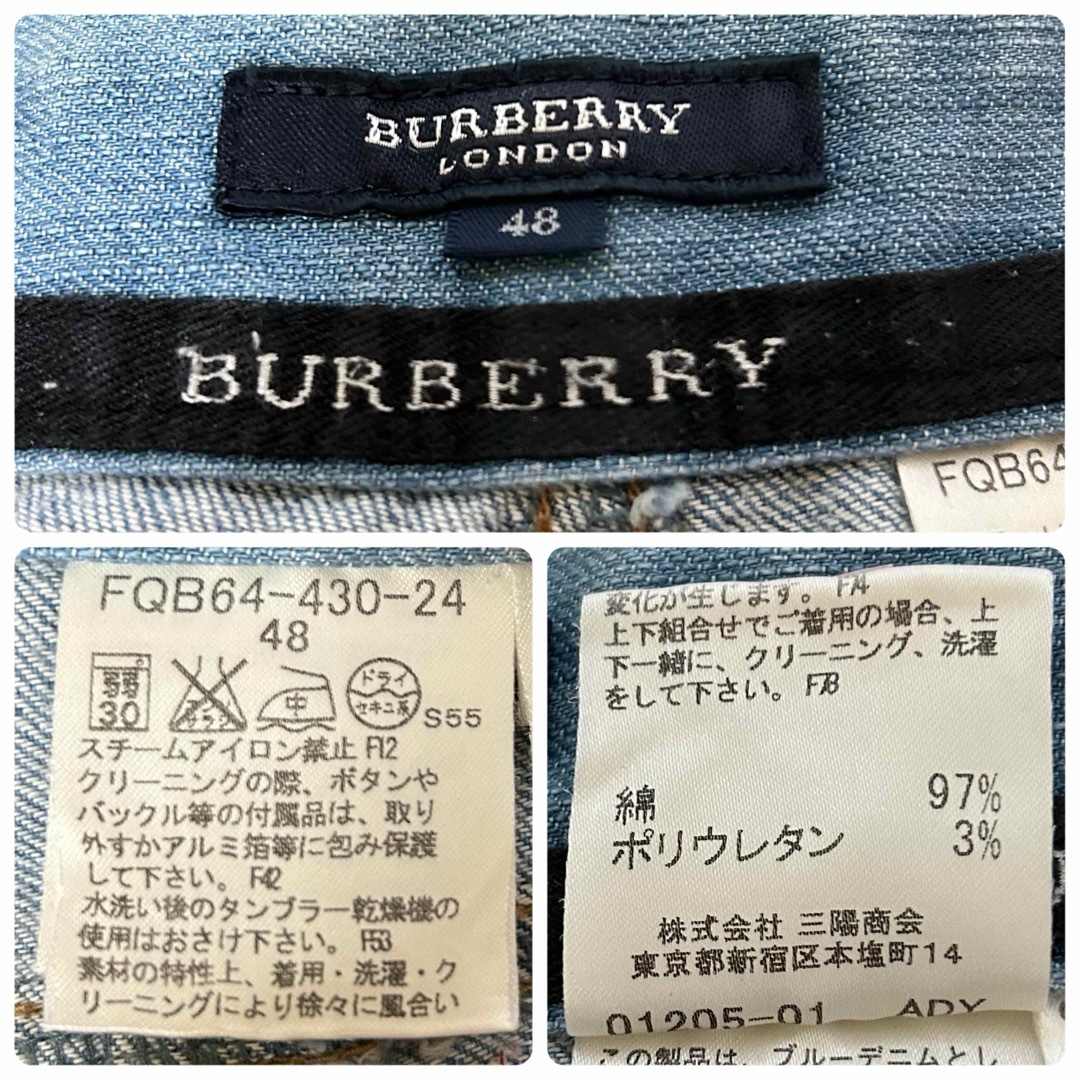 BURBERRY
LONDON
48
BURBERRY
FQB64
FQB64-430-24
48
弱
30
エンソサラシ
中
ドライ
セキユ系
S55
スチームアイロン禁止 F12
クリーニングの際、ボタンや
バックル等の付属品は、取り
外すかアルミ箔等に包み保護
して下さい。F42
水洗い後のタンブラー乾燥機の
使用はおさけ下さい。F53
素材の特性上、着用・洗濯・ク
リーニングにより徐々に風合い
変化が生じます。F14
上下組合せでご着用の場合、上
下一緒に、クリーニング、洗濯
をして下さい。F78
綿 97%
ポリウレタン 3%
株式会社 三陽商会
東京都新宿区本塩町14
01205-01 ADY
この製品は、ブルーデニムとし